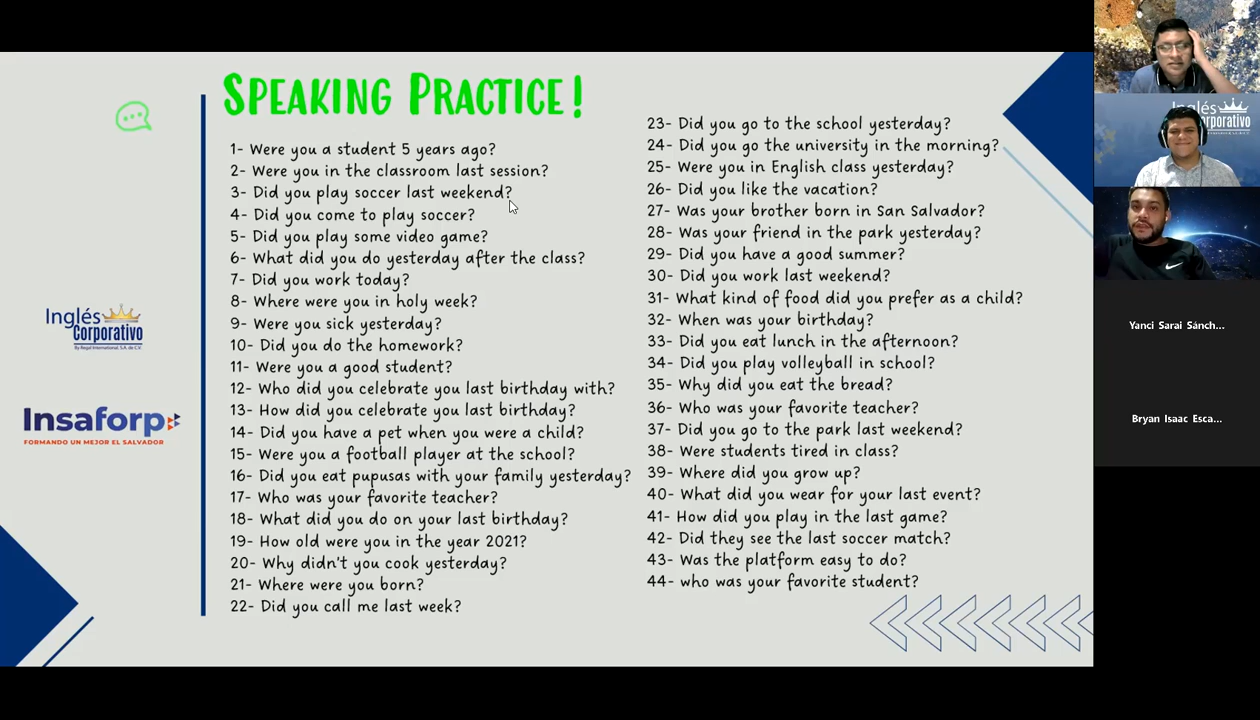 SPEAKING PRACTICE!
1- Were you a student 5 years ago?
2- Were you in the classroom last session?
3- Did you play soccer last weekend?
4- Did you come to play soccer?
5- Did you play some video game?
6- What did you do yesterday after the class?
7- Did you work today?
8- Where were you in holy week?
9- Were you sick yesterday?
10- Did you do the homework?
11- Were you a good student?
12- Who did you celebrate you last birthday with?
13- How did you celebrate you last birthday?
14- Did you have a pet when you were a child?
15- Were you a football player at the school?
16- Did you eat pupusas with your family yesterday?
17- Who was your favorite teacher?
18- What did you do on your last birthday?
19- How old were you in the year 2021?
20- Why didn't you cook yesterday?
21- Where were you born?
22- Did you call me last week?
23- Did you go to the school yesterday?
24- Did you go the university in the morning?
25- Were you in English class yesterday?
26- Did you like the vacation?
27- Was your brother born in San Salvador?
28- Was your friend in the park yesterday?
29- Did you have a good summer?
30- Did you work last weekend?
31- What kind of food did you prefer as a child?
32- When was your birthday?
33- Did you eat lunch in the afternoon?
34- Did you play volleyball in school?
35- Why did you eat the bread?
36- Who was your favorite teacher?
37- Did you go to the park last weekend?
38- Were students tired in class?
39- Where did you grow up?
40- What did you wear for your last event?
41- How did you play in the last game?
42- Did they see the last soccer match?
43- Was the platform easy to do?
44- who was your favorite student?
Inglés
Corporativo
By Regal International, S.A. de C.V.
Insaforp
FORMANDO UN MEJOR EL SALVADOR
Inglés
Corporativo
Yanci Sarai Sánch...
Bryan Isaac Esca...